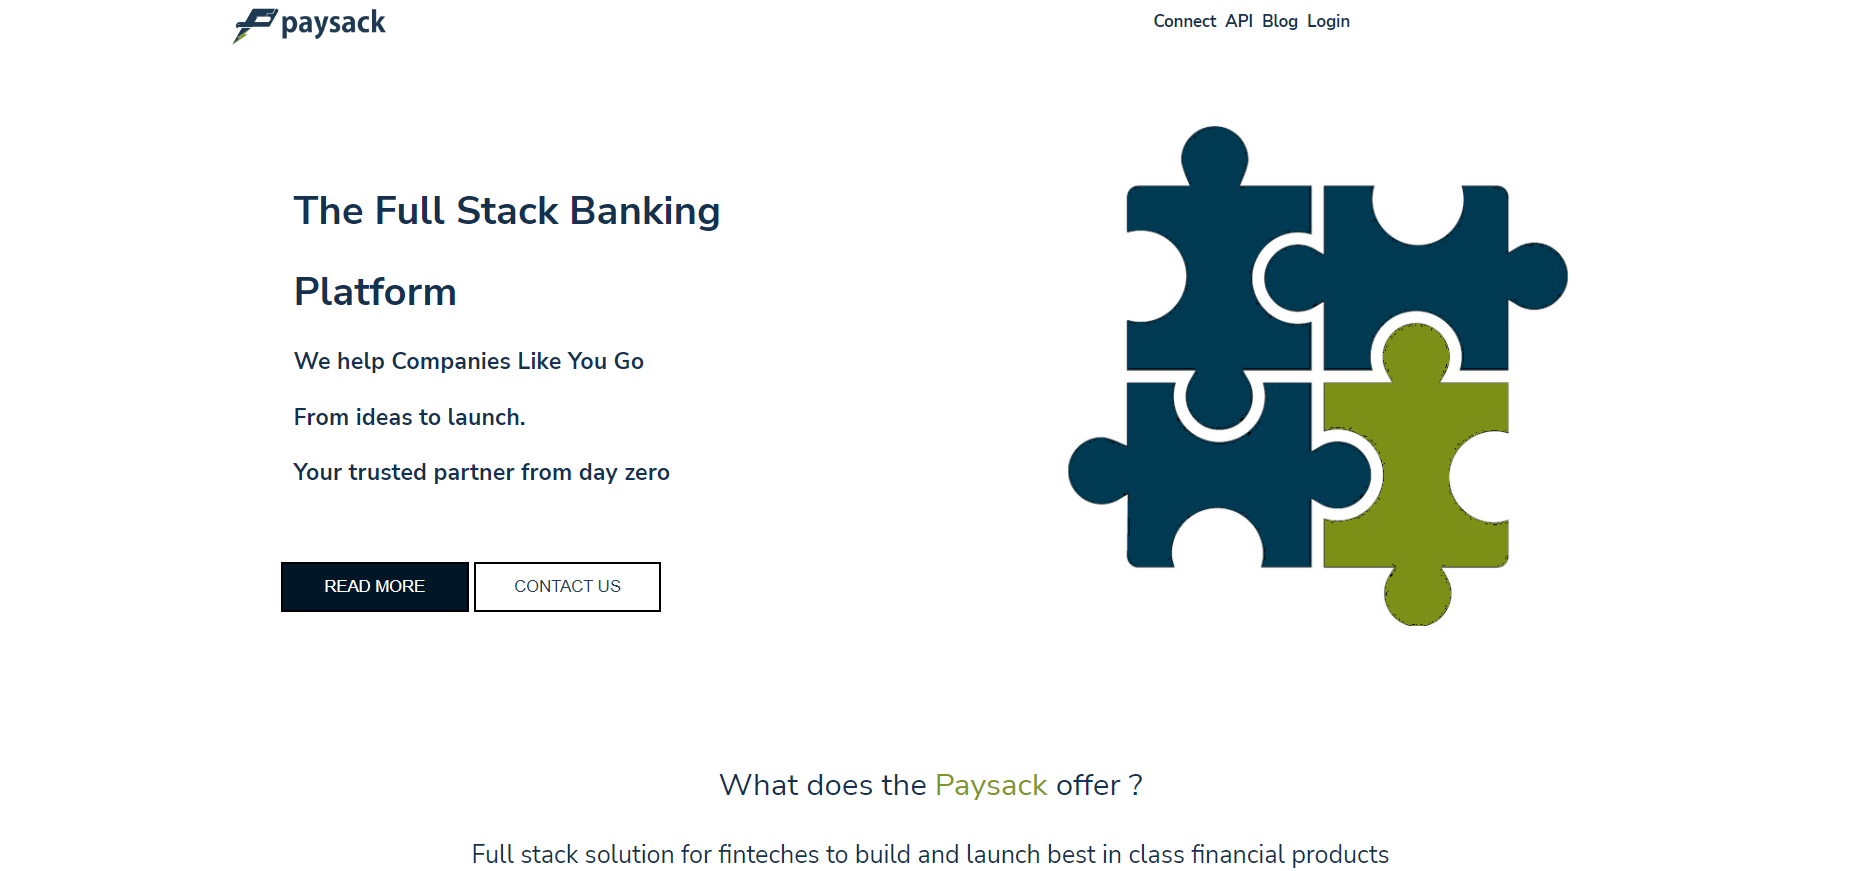 paysack
Connect API Blog Login
The Full Stack Banking
Platform
We help Companies Like You Go
From ideas to launch.
Your trusted partner from day zero
READ MORE
CONTACT US
What does the Paysack offer ?
Full stack solution for finteches to build and launch best in class financial products